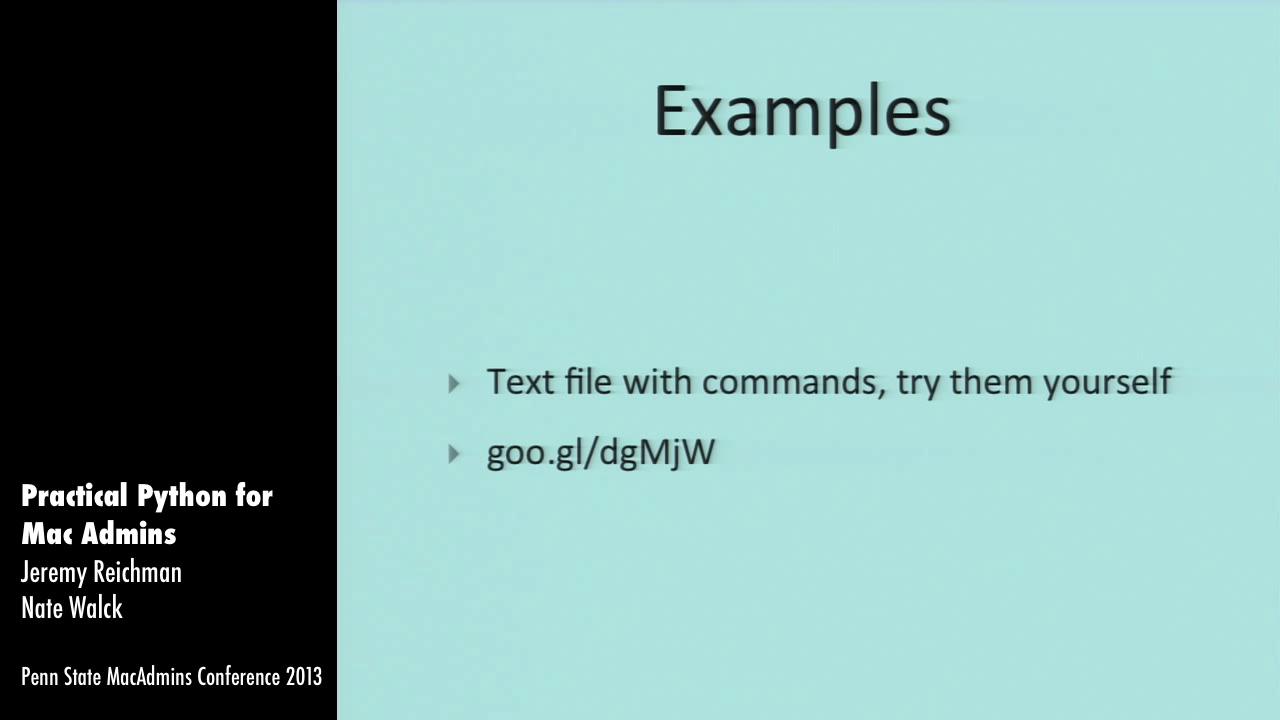 Examples
Text file with commands, try them yourself
goo.gl/dgMjW
Practical Python for
Mac Admins
Jeremy Reichman
Nate Walck
Penn State MacAdmins Conference 2013